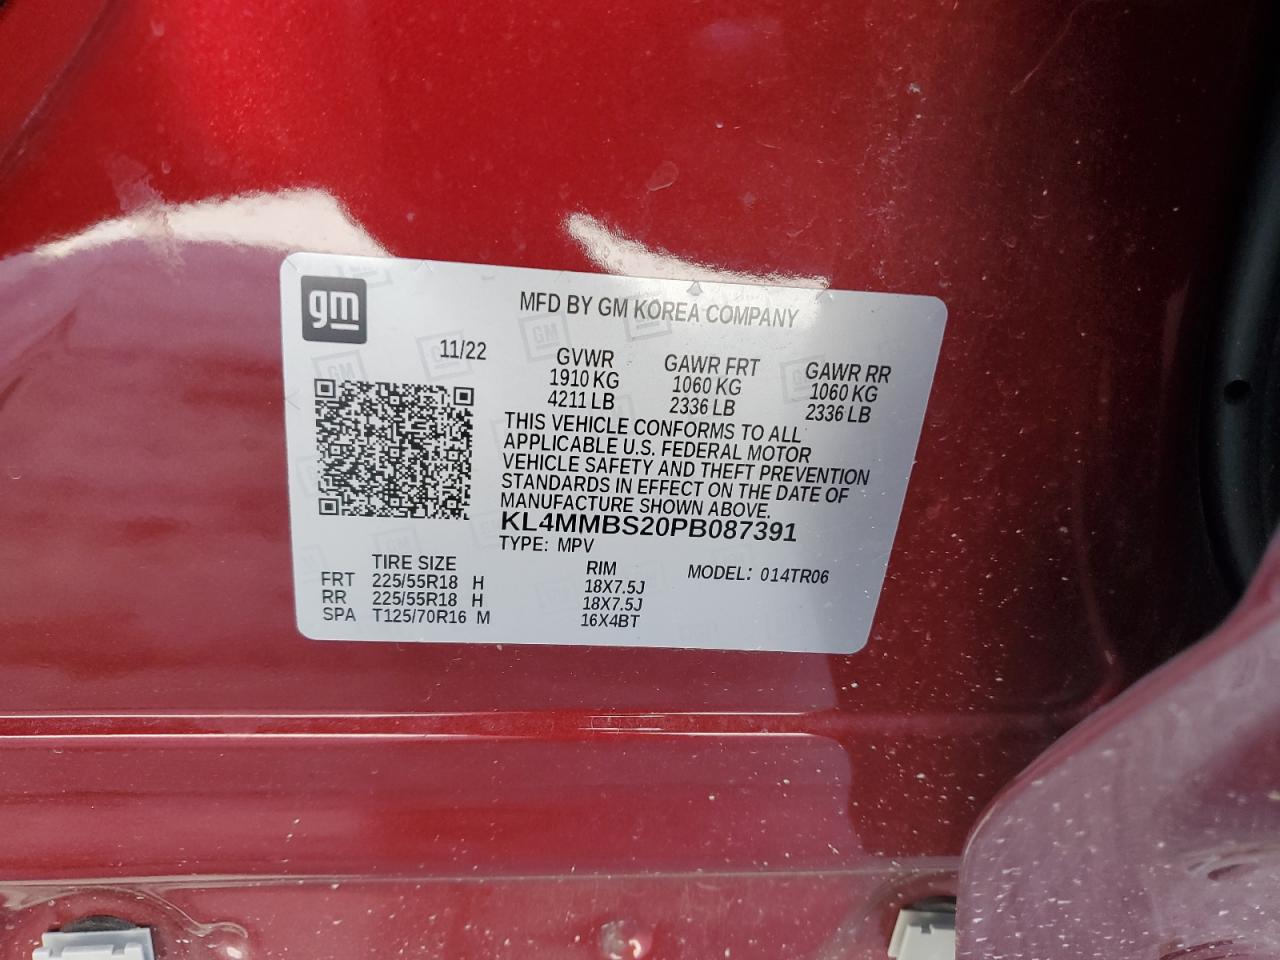 gm
MFD BY GM KOREA COMPANY
11/22 GVWR GAWR FRT GAWR RR
1910 KG 1060 KG 1060 KG
4211 LB 2336 LB 2336 LB
THIS VEHICLE CONFORMS TO ALL
APPLICABLE U.S. FEDERAL MOTOR
VEHICLE SAFETY AND THEFT PREVENTION
STANDARDS IN EFFECT ON THE DATE OF
MANUFACTURE SHOWN ABOVE.
KL4MMBS20PB087391
TYPE: MPV
TIRE SIZE RIM MODEL: 014TR06
FRT 225/55R18 H 18X7.5J
RR 225/55R18 H 18X7.5J
SPA T125/70R16 M 16X4BT